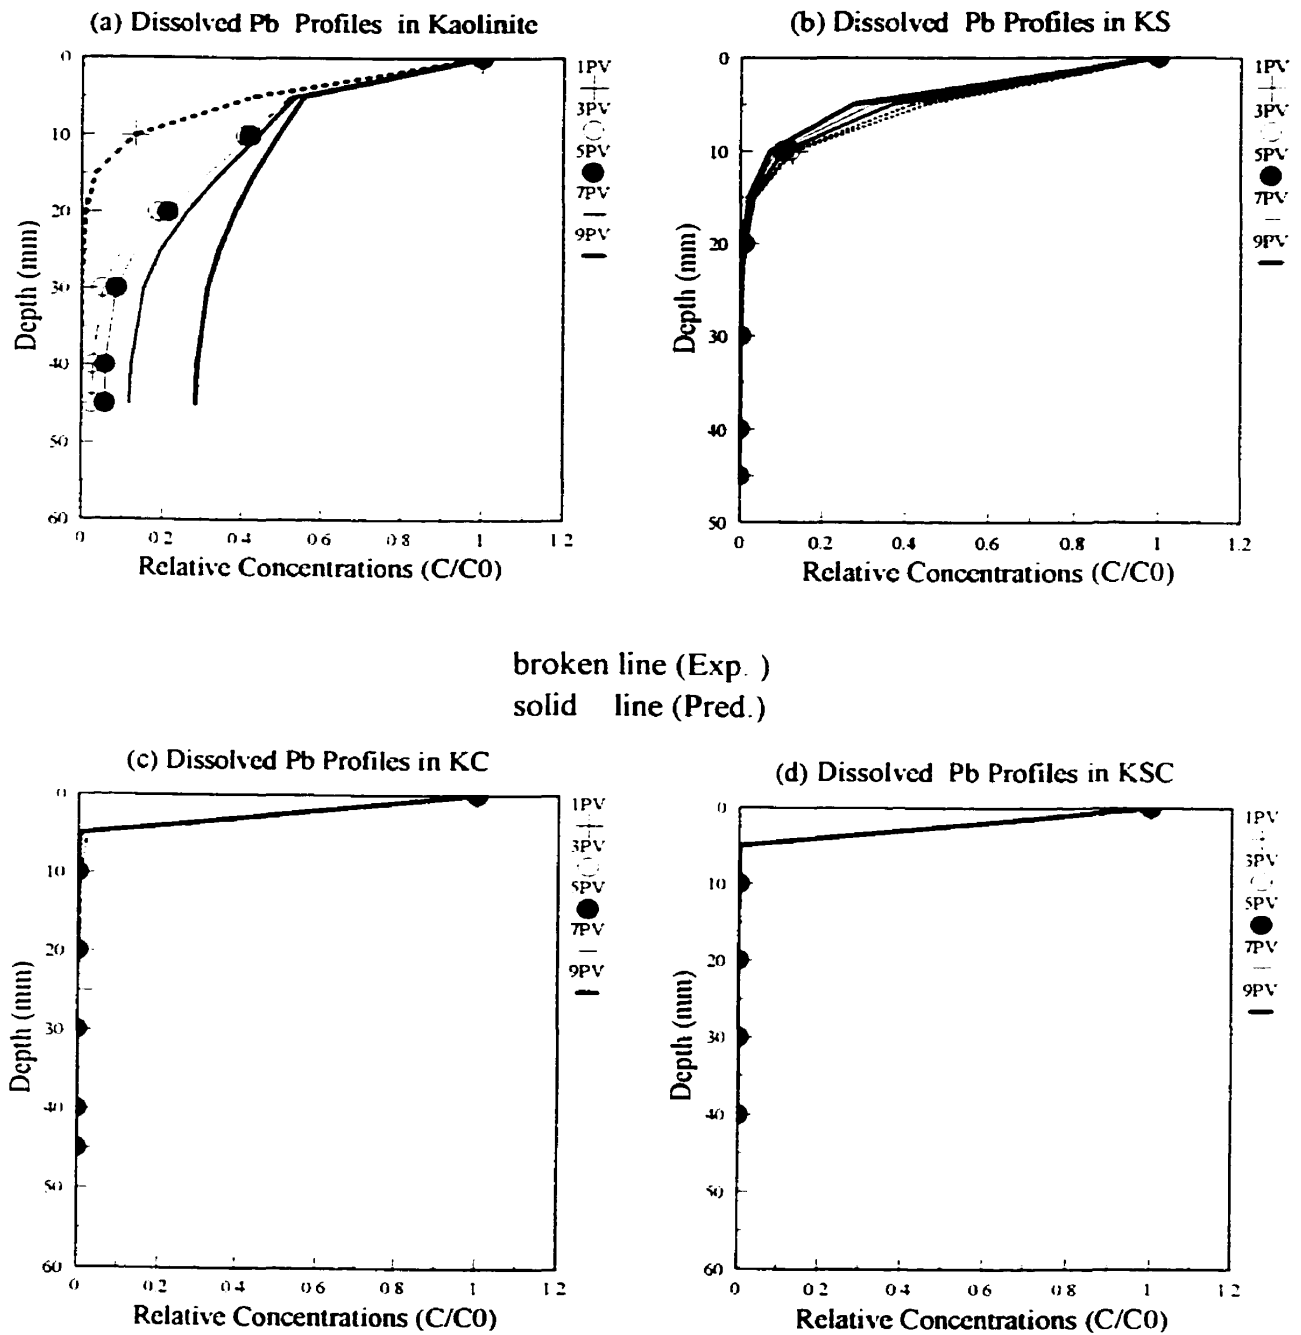 (a) Dissolved Pb Profiles in Kaolinite
0
10
20
30
40
50
60
Depth (mm)
0
0.2
0.4
0.6
0.8
1
1.2
Relative Concentrations (C/C0)
1PV
3PV
5PV
7PV
9PV
(b) Dissolved Pb Profiles in KS
0
10
20
30
40
50
Depth (mm)
0
0.2
0.4
0.6
0.8
1
1.2
Relative Concentrations (C/C0)
1PV
3PV
5PV
7PV
9PV
broken line (Exp. )
solid line (Pred.)
(c) Dissolved Pb Profiles in KC
0
10
20
30
40
50
60
Depth (mm)
0
0.2
0.4
0.6
0.8
1
1.2
Relative Concentrations (C/C0)
1PV
3PV
5PV
7PV
9PV
(d) Dissolved Pb Profiles in KSC
0
10
20
30
40
50
60
Depth (mm)
0
0.2
0.4
0.6
0.8
1
1.2
Relative Concentrations (C/C0)
1PV
3PV
5PV
7PV
9PV